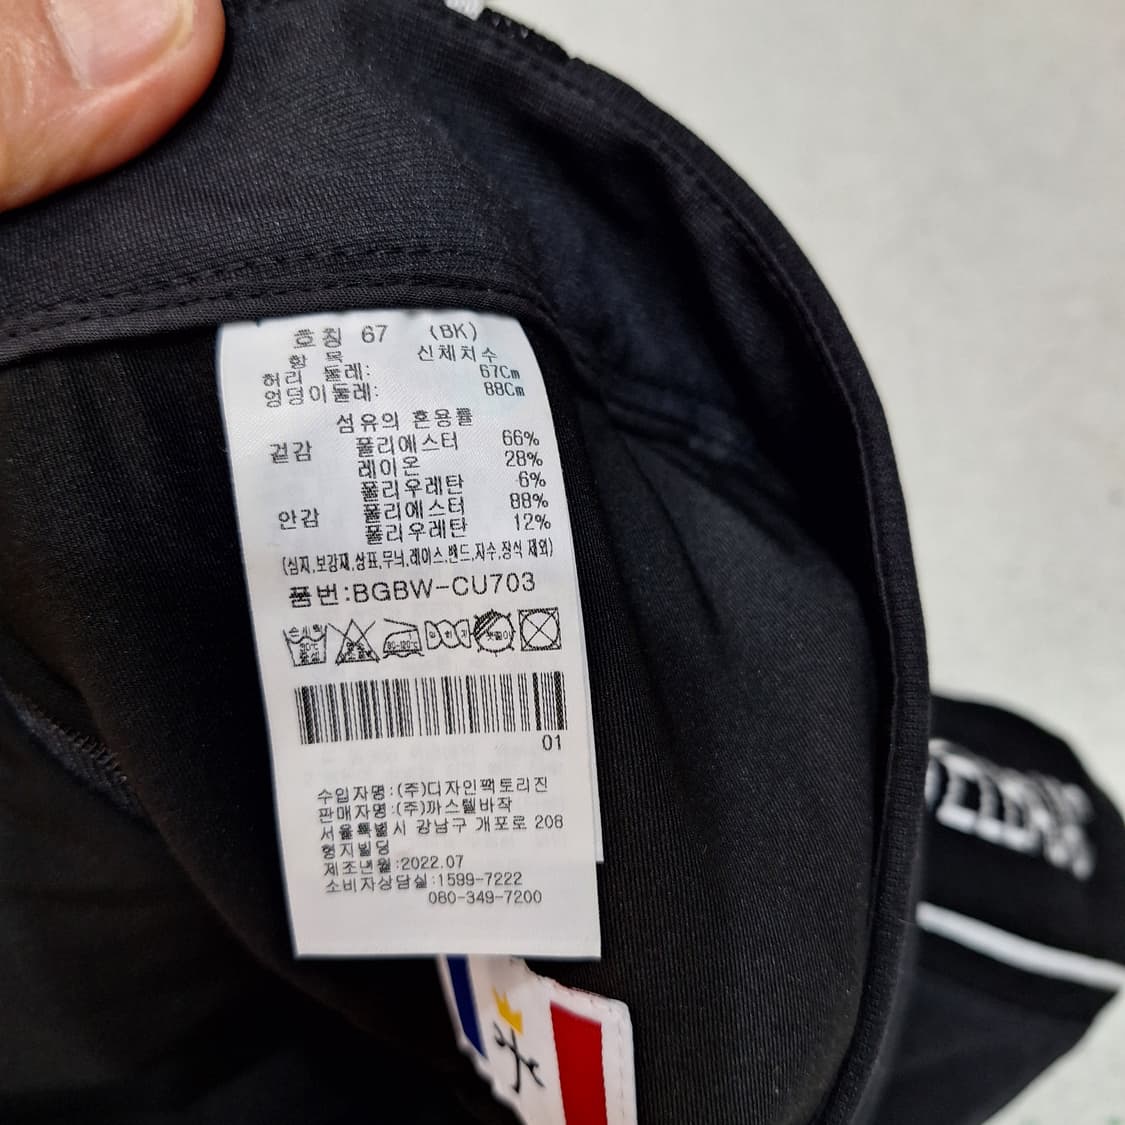 호칭 67 (BK)
항 목 신체치수
허리 둘레: 67Cm
엉덩이둘레: 88Cm
섬유의 혼용률
겉감 폴리에스터 66%
레이온 28%
폴리우레탄 6%
안감 폴리에스터 88%
폴리우레탄 12%
(심지,보강재,상표,무늬,레이스,밴드,자수,장식 제외)
품번:BGBW-CU703
01
수입자명:(주)디자인팩토리진
판매자명:(주)까스텔바작
서울특별시 강남구 개포로 208
형지빌딩
제조년월:2022.07
소비자상담실:1599-7222
080-349-7200